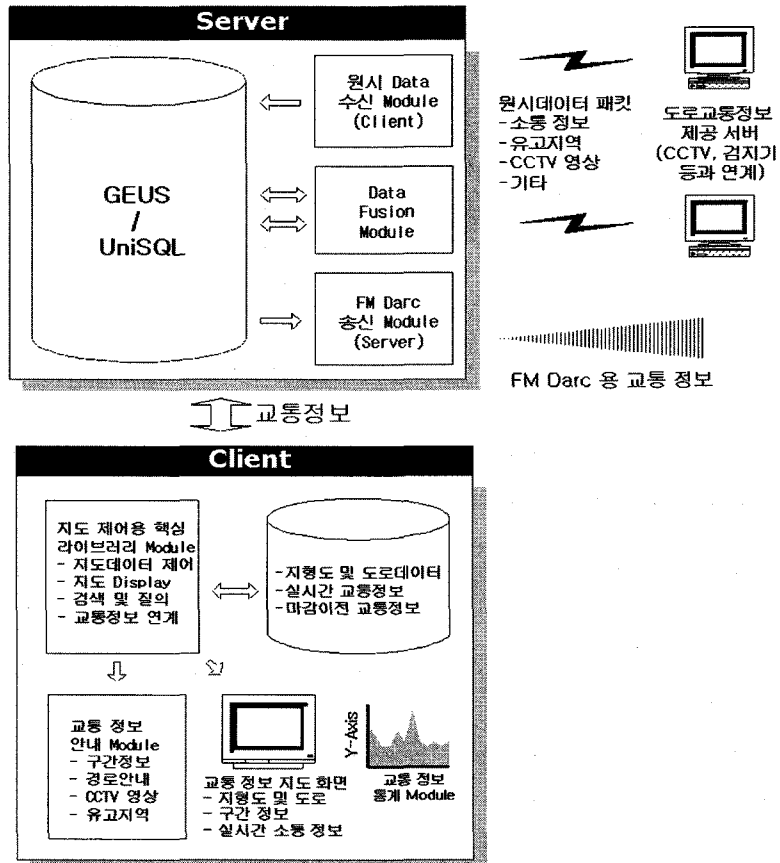 Server
GEUS
/
UniSQL
원시 Data
수신 Module
(Client)
Data
Fusion
Module
FM Darc
송신 Module
(Server)
원시데이터 패킷
-소통 정보
-유고지역
-CCTV 영상
-기타
도로교통정보
제공 서버
(CCTV, 검지기
등과 연계)
FM Darc 용 교통 정보
교통정보
Client
지도 제어용 핵심
라이브러리 Module
- 지도데이터 제어
- 지도 Display
- 검색 및 질의
- 교통정보 연계
-지형도 및 도로데이터
-실시간 교통정보
-마감이전 교통정보
교통 정보
안내 Module
- 구간정보
- 경로안내
- CCTV 영상
- 유고지역
교통 정보 지도 화면
- 지형도 및 도로
- 구간 정보
- 실시간 소통 정보
Y-Axis
교통 정보
통계 Module